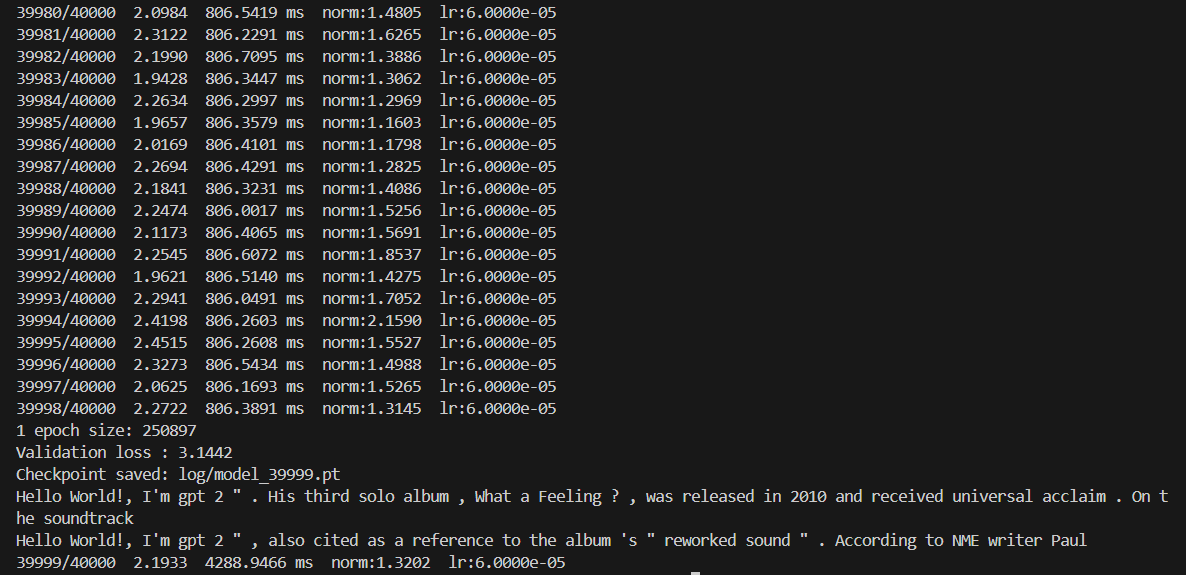 39980/40000  2.0984  806.5419 ms  norm:1.4805  lr:6.0000e-05
39981/40000  2.3122  806.2291 ms  norm:1.6265  lr:6.0000e-05
39982/40000  2.1990  806.7095 ms  norm:1.3886  lr:6.0000e-05
39983/40000  1.9428  806.3447 ms  norm:1.3062  lr:6.0000e-05
39984/40000  2.2634  806.2997 ms  norm:1.2969  lr:6.0000e-05
39985/40000  1.9657  806.3579 ms  norm:1.1603  lr:6.0000e-05
39986/40000  2.0169  806.4101 ms  norm:1.1798  lr:6.0000e-05
39987/40000  2.2694  806.4291 ms  norm:1.2825  lr:6.0000e-05
39988/40000  2.1841  806.3231 ms  norm:1.4086  lr:6.0000e-05
39989/40000  2.2474  806.0017 ms  norm:1.5256  lr:6.0000e-05
39990/40000  2.1173  806.4065 ms  norm:1.5691  lr:6.0000e-05
39991/40000  2.2545  806.6072 ms  norm:1.8537  lr:6.0000e-05
39992/40000  1.9621  806.5140 ms  norm:1.4275  lr:6.0000e-05
39993/40000  2.2941  806.0491 ms  norm:1.7052  lr:6.0000e-05
39994/40000  2.4198  806.2603 ms  norm:2.1590  lr:6.0000e-05
39995/40000  2.4515  806.2608 ms  norm:1.5527  lr:6.0000e-05
39996/40000  2.3273  806.5434 ms  norm:1.4988  lr:6.0000e-05
39997/40000  2.0625  806.1693 ms  norm:1.5265  lr:6.0000e-05
39998/40000  2.2722  806.3891 ms  norm:1.3145  lr:6.0000e-05
1 epoch size: 250897
Validation loss : 3.1442
Checkpoint saved: log/model_39999.pt
Hello World!, I'm gpt 2 " . His third solo album , What a Feeling ? , was released in 2010 and received universal acclaim . On t
he soundtrack
Hello World!, I'm gpt 2 " , also cited as a reference to the album 's " reworked sound " . According to NME writer Paul
39999/40000  2.1933  4288.9466 ms  norm:1.3202  lr:6.0000e-05